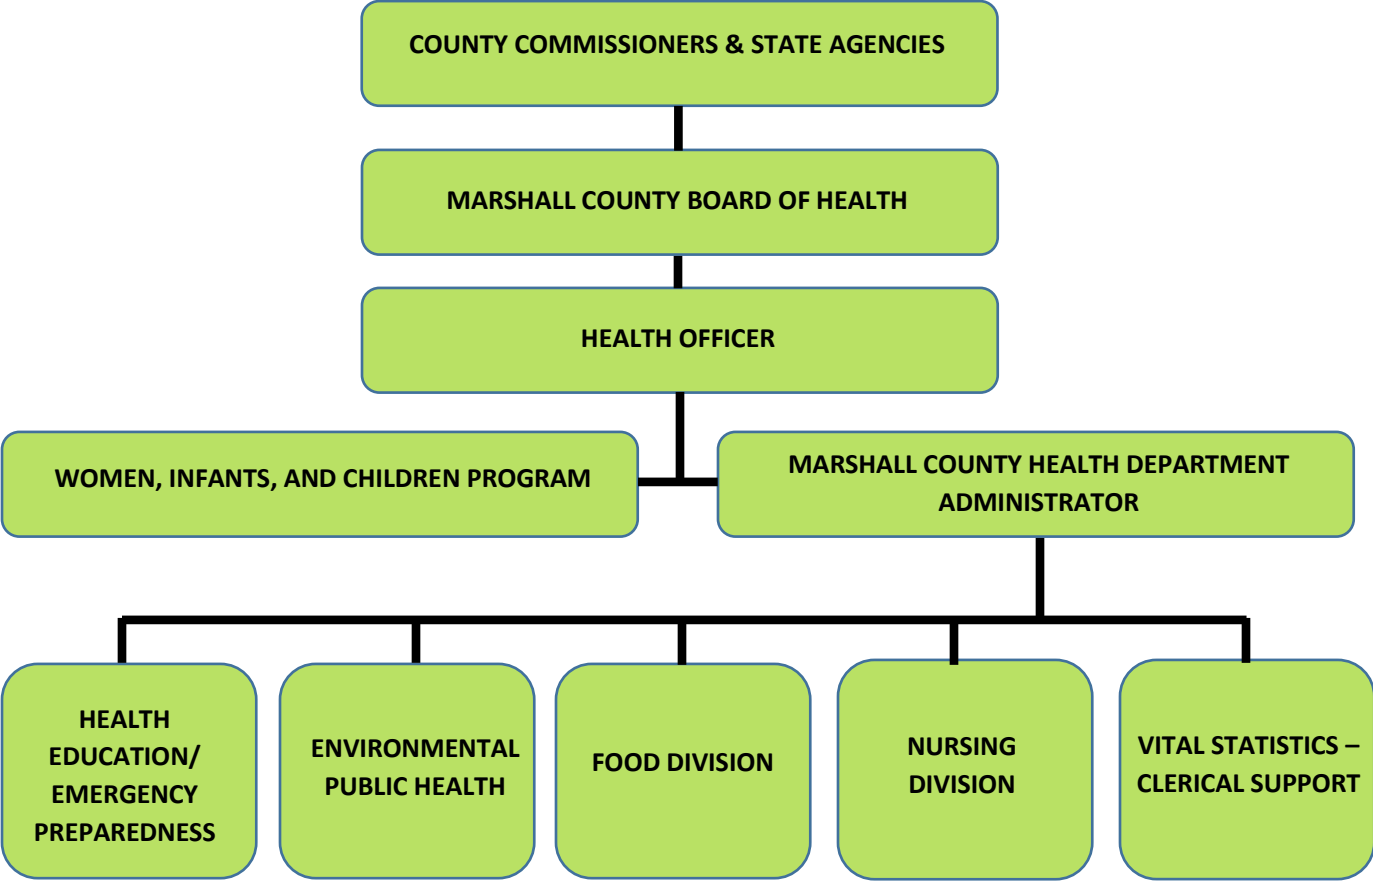 COUNTY COMMISSIONERS & STATE AGENCIES
MARSHALL COUNTY BOARD OF HEALTH
HEALTH OFFICER
WOMEN, INFANTS, AND CHILDREN PROGRAM
MARSHALL COUNTY HEALTH DEPARTMENT
ADMINISTRATOR
HEALTH
EDUCATION/
EMERGENCY
PREPAREDNESS
ENVIRONMENTAL
PUBLIC HEALTH
FOOD DIVISION
NURSING
DIVISION
VITAL STATISTICS –
CLERICAL SUPPORT